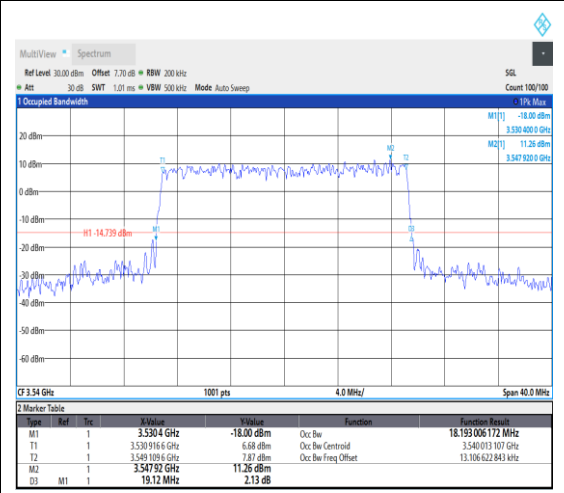 MultiView Spectrum
Ref Level 30.00 dBm Offset 7.70 dB RBW 200 kHz SGL
Att 30 dB SWT 1.01 ms VBW 500 kHz Mode Auto Sweep Count 100/100
1 Occupied Bandwidth 1Pk Max
M1[1] -18.00 dBm
3.530 400 0 GHz
M2[1] 11.26 dBm
3.547 920 0 GHz
20 dBm
M2
T1 T2
10 dBm
0 dBm
-10 dBm
H1 -14.739 dBm M1 D3
-20 dBm
-30 dBm
-40 dBm
-50 dBm
-60 dBm
CF 3.54 GHz 1001 pts 4.0 MHz/ Span 40.0 MHz
2 Marker Table
Type Ref Trc X-Value Y-Value Function Function Result
M1 1 3.5304 GHz -18.00 dBm Occ Bw 18.193 006 172 MHz
T1 1 3.530 916 6 GHz 6.68 dBm Occ Bw Centroid 3.540 013 107 GHz
T2 1 3.549 109 6 GHz 7.87 dBm Occ Bw Freq Offset 13.106 622 843 kHz
M2 1 3.547 92 GHz 11.26 dBm
D3 M1 1 19.12 MHz 2.13 dB